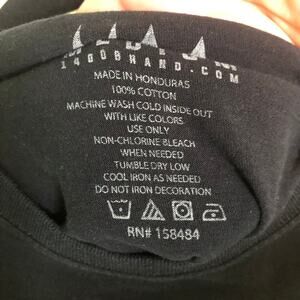 1400BRAND.COM
MADE IN HONDURAS
100% COTTON
MACHINE WASH COLD INSIDE OUT
WITH LIKE COLORS
USE ONLY
NON-CHLORINE BLEACH
WHEN NEEDED
TUMBLE DRY LOW
COOL IRON AS NEEDED
DO NOT IRON DECORATION
RN# 158484